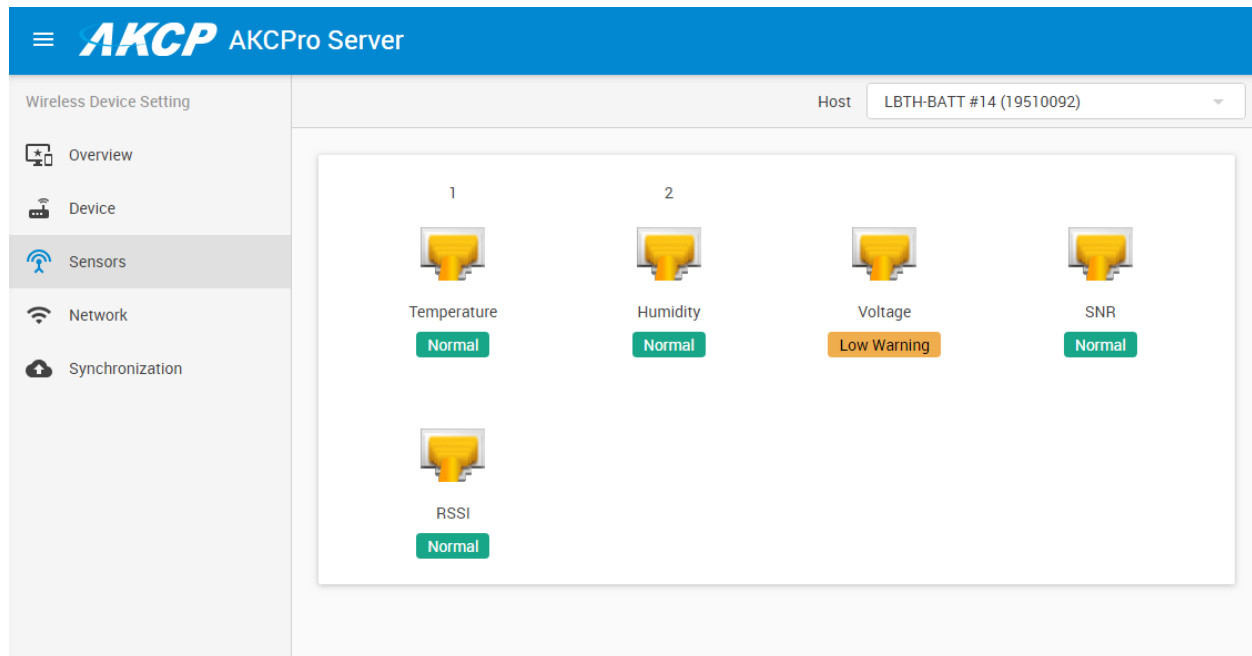 AKCP AKCPro Server
Wireless Device Setting
Host LBTH-BATT #14 (19510092)
Overview
Device
Sensors
Network
Synchronization
1 2
Temperature Humidity Voltage SNR
Normal Normal Low Warning Normal
RSSI
Normal